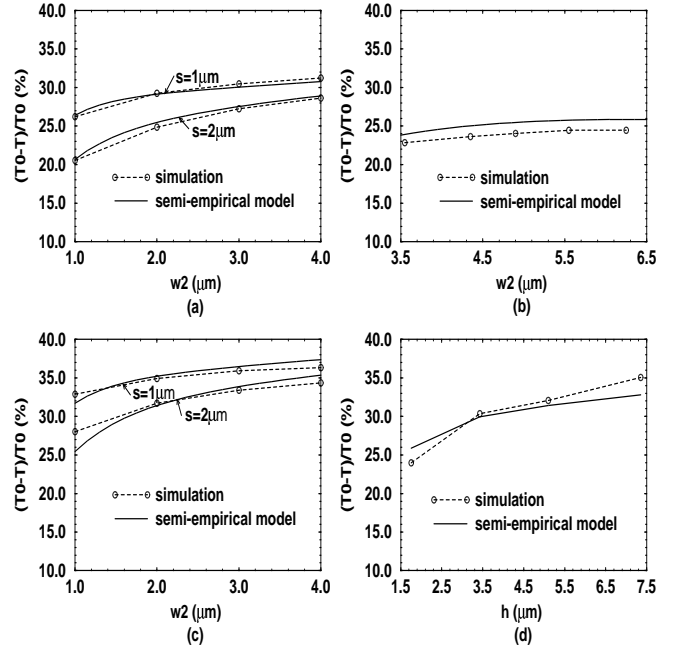 40.0
35.0
30.0
25.0
20.0
15.0
10.0
(T0-T)/T0 (%)
s=1μm
s=2μm
simulation
semi-empirical model
1.0 2.0 3.0 4.0
w2 (μm)
(a)
40.0
35.0
30.0
25.0
20.0
15.0
10.0
(T0-T)/T0 (%)
simulation
semi-empirical model
3.5 4.5 5.5 6.5
w2 (μm)
(b)
40.0
35.0
30.0
25.0
20.0
15.0
10.0
(T0-T)/T0 (%)
s=1μm
s=2μm
simulation
semi-empirical model
1.0 2.0 3.0 4.0
w2 (μm)
(c)
40.0
35.0
30.0
25.0
20.0
15.0
10.0
(T0-T)/T0 (%)
simulation
semi-empirical model
1.5 2.5 3.5 4.5 5.5 6.5 7.5
h (μm)
(d)